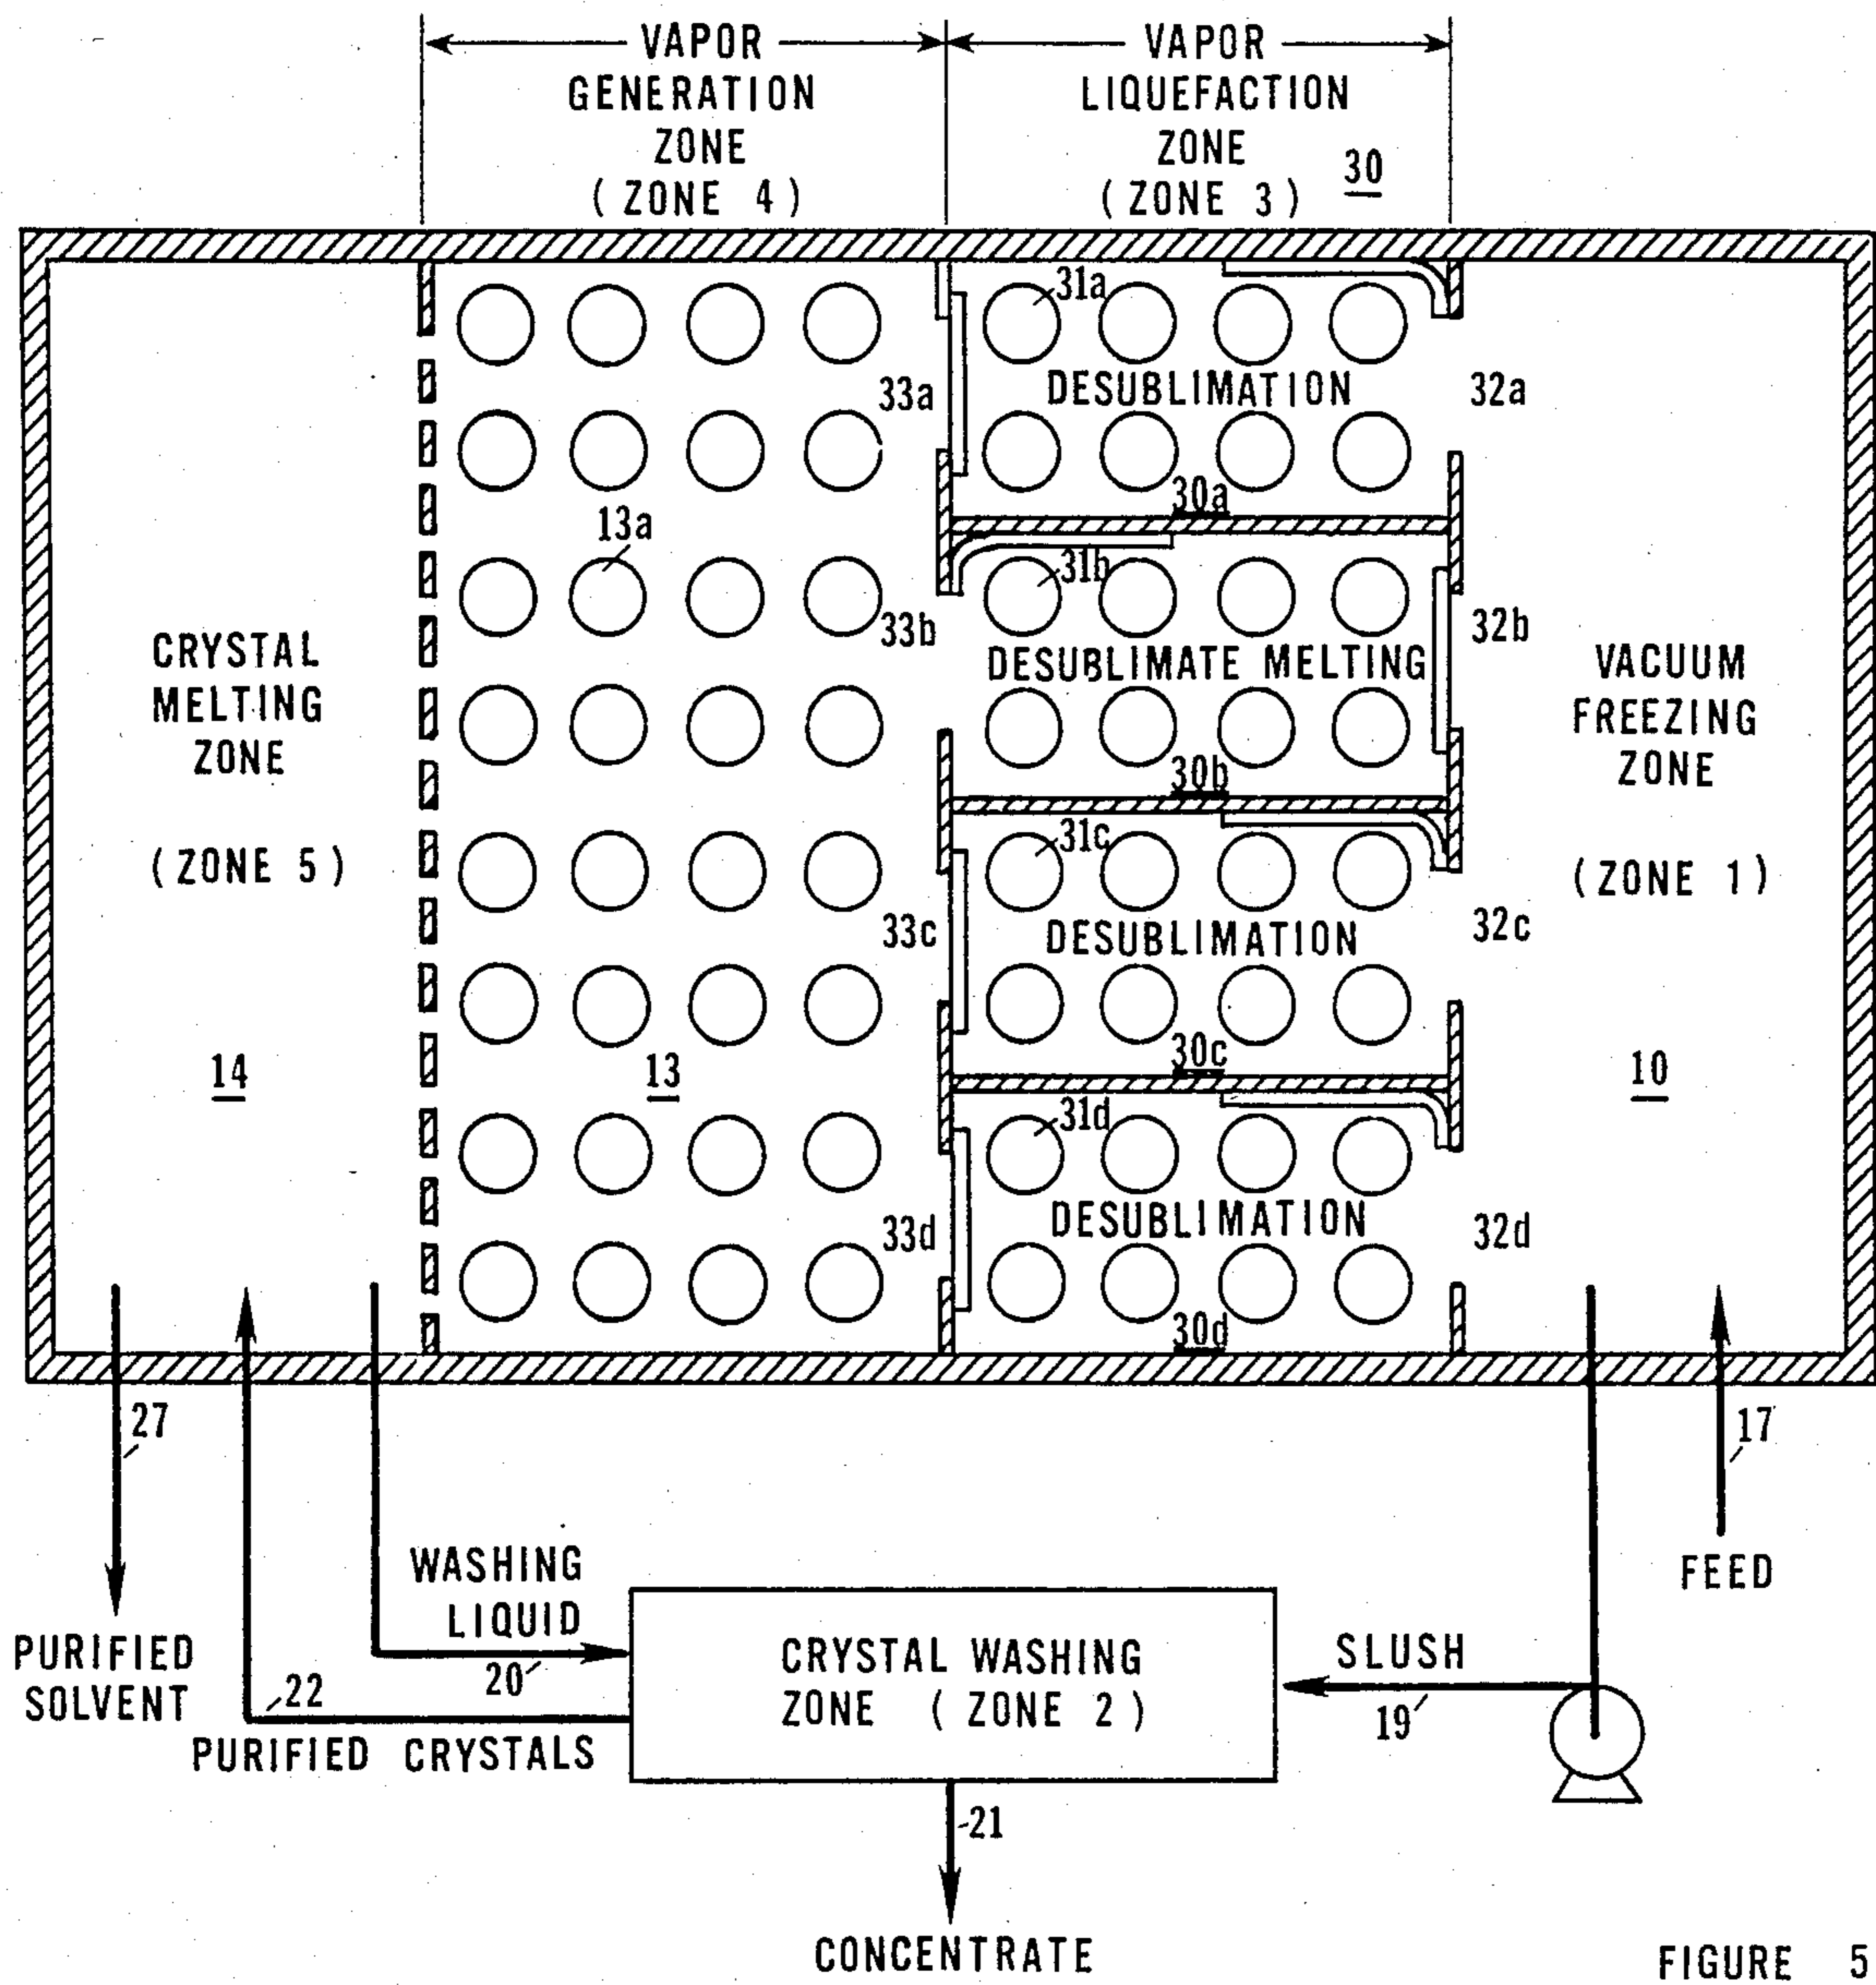 VAPOR
GENERATION
ZONE
( ZONE 4 )
VAPOR
LIQUEFACTION
ZONE
( ZONE 3 )
30
31a
33a
DESUBLIMATION
32a
30a
13a
31b
33b
32b
DESUBLIMATE MELTING
CRYSTAL
MELTING
ZONE
( ZONE 5 )
VACUUM
FREEZING
ZONE
( ZONE 1 )
30b
31c
33c
DESUBLIMATION
32c
30c
14
13
10
31d
33d
DESUBLIMATION
32d
30d
27
17
FEED
WASHING
LIQUID
20
PURIFIED
SOLVENT
22
PURIFIED CRYSTALS
CRYSTAL WASHING
ZONE ( ZONE 2 )
SLUSH
19
21
CONCENTRATE
FIGURE 5